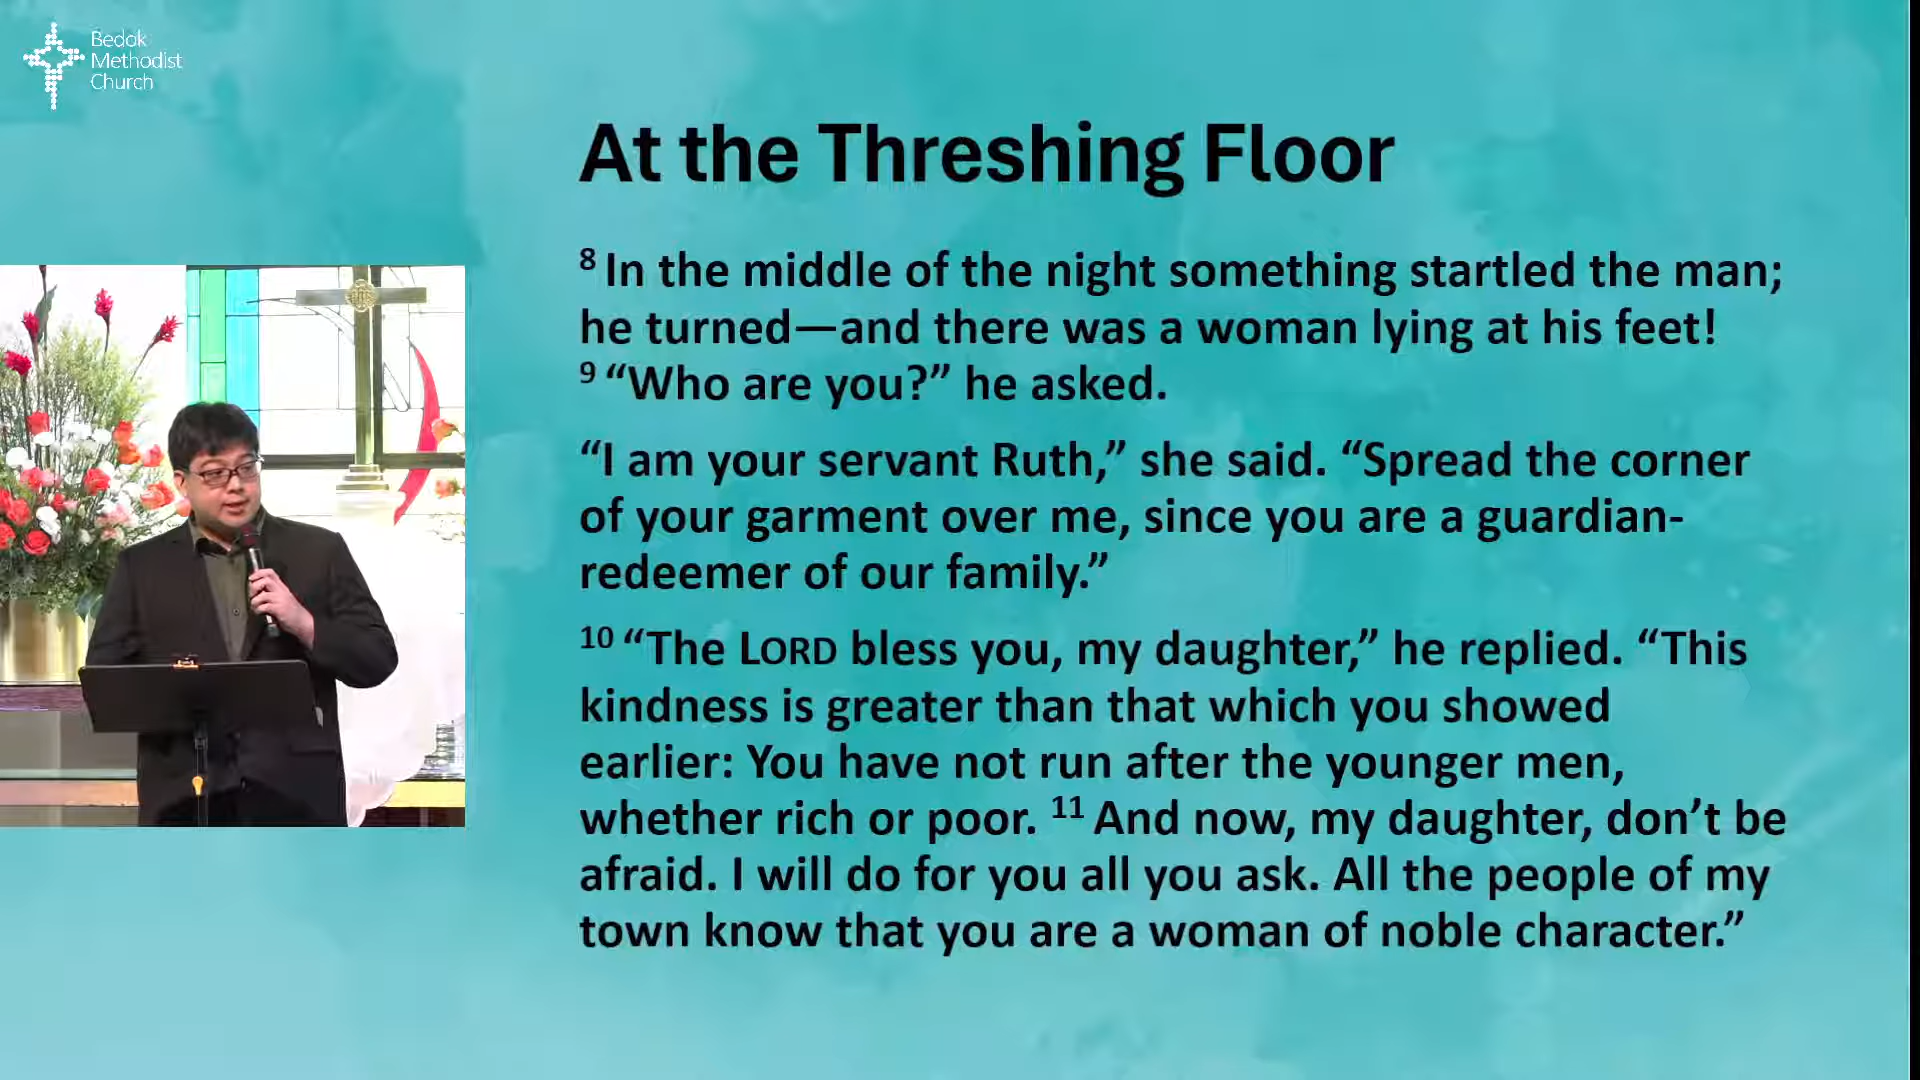 Bedok
Methodist
Church
At the Threshing Floor
8 In the middle of the night something startled the man;
he turned—and there was a woman lying at his feet!
9 “Who are you?” he asked.
“I am your servant Ruth,” she said. “Spread the corner
of your garment over me, since you are a guardian-
redeemer of our family.”
10 “The LORD bless you, my daughter,” he replied. “This
kindness is greater than that which you showed
earlier: You have not run after the younger men,
whether rich or poor. 11 And now, my daughter, don’t be
afraid. I will do for you all you ask. All the people of my
town know that you are a woman of noble character.”